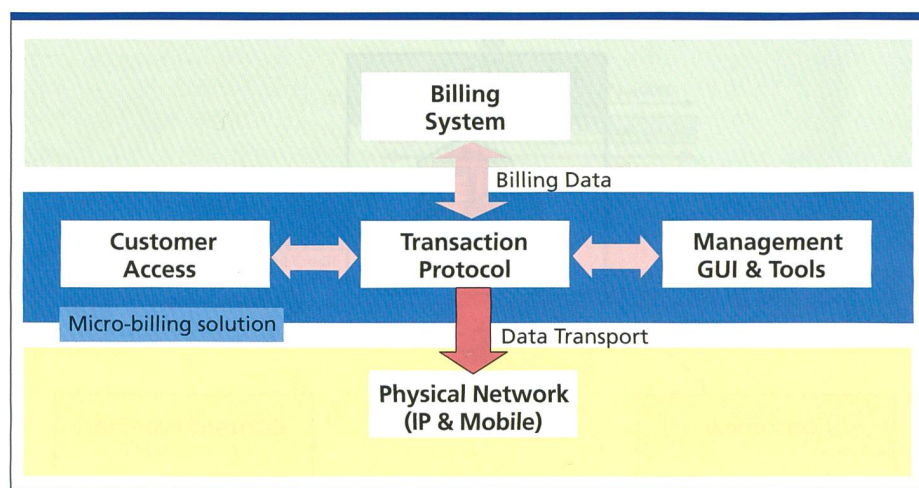 Billing
System
Billing Data
Customer
Access
Transaction
Protocol
Management
GUI & Tools
Micro-billing solution
Data Transport
Physical Network
(IP & Mobile)